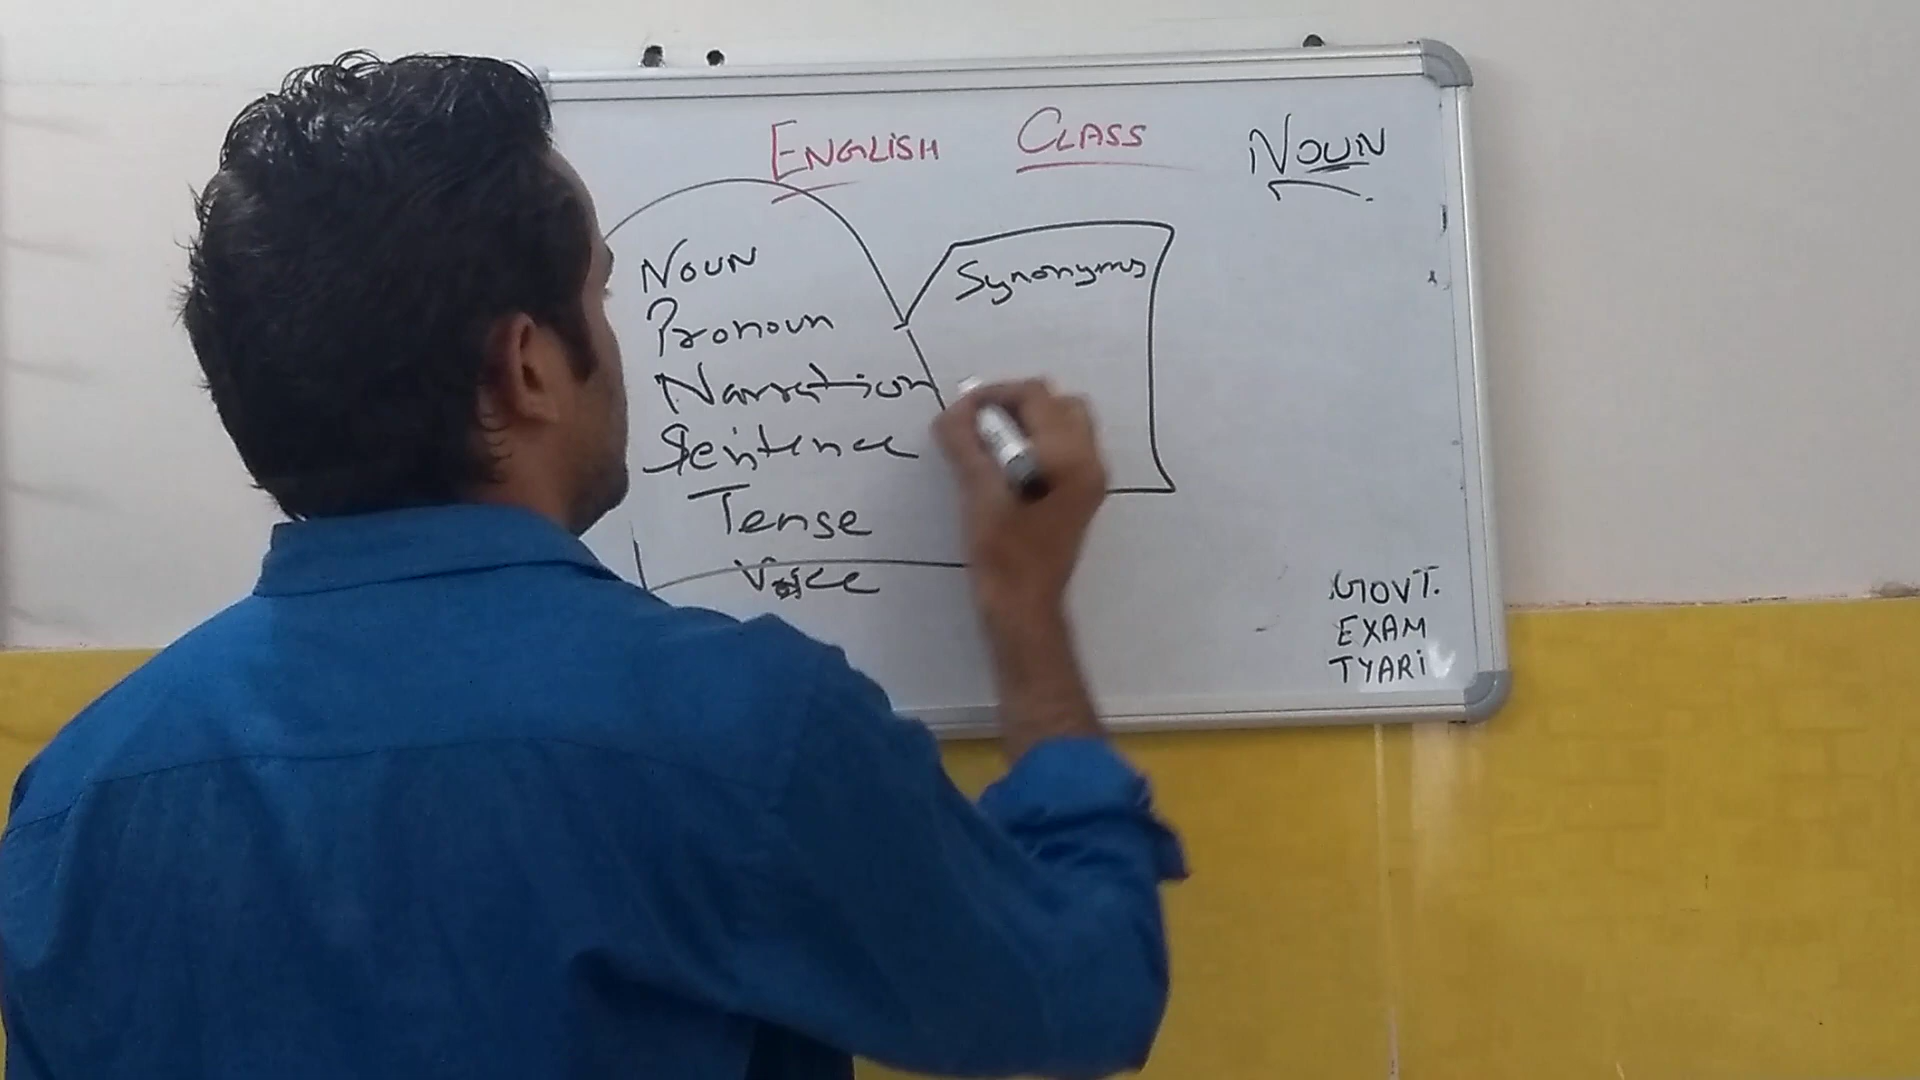 ENGLISH CLASS
NOUN
NOUN
Pronoun
Narration
Sentence
Tense
Voice
Synonyms
GOVT.
EXAM
TYARI